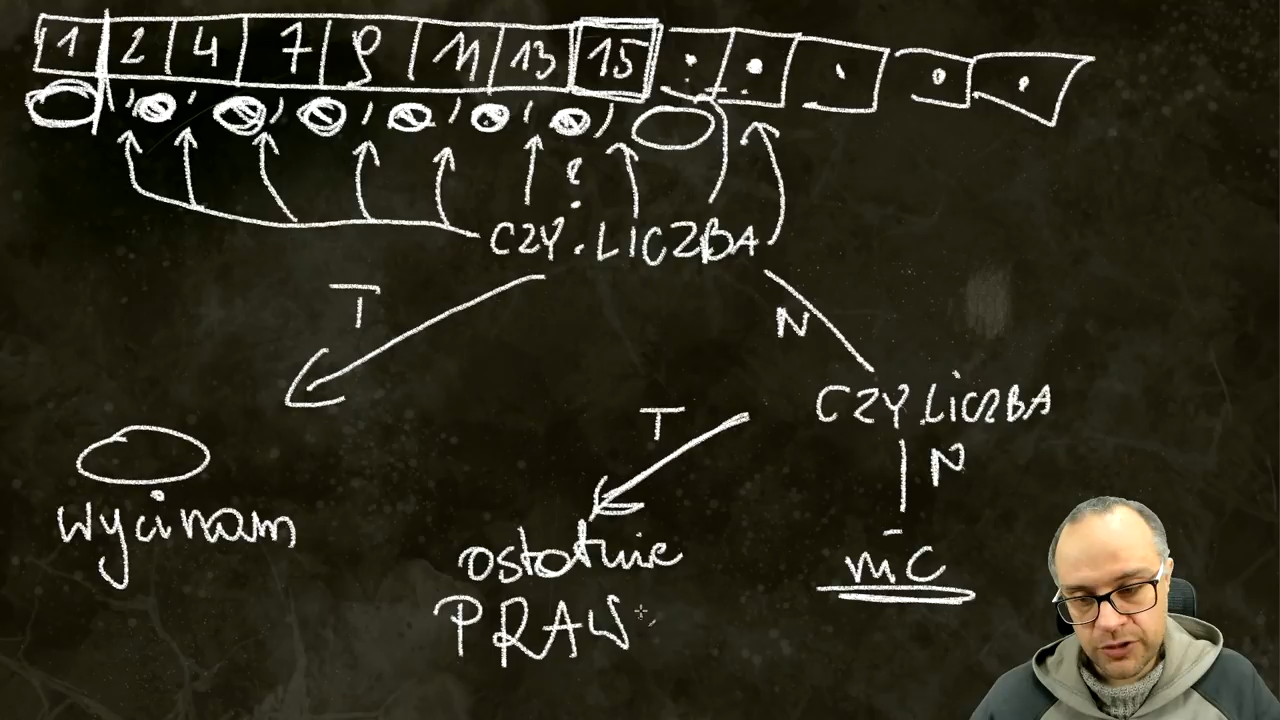 1 2 4 7 9 11 13 15
?
CZY.LICZBA
T
N
CZY.LICZBA
T
N
wycinam
ostatnie
nic
PRAW